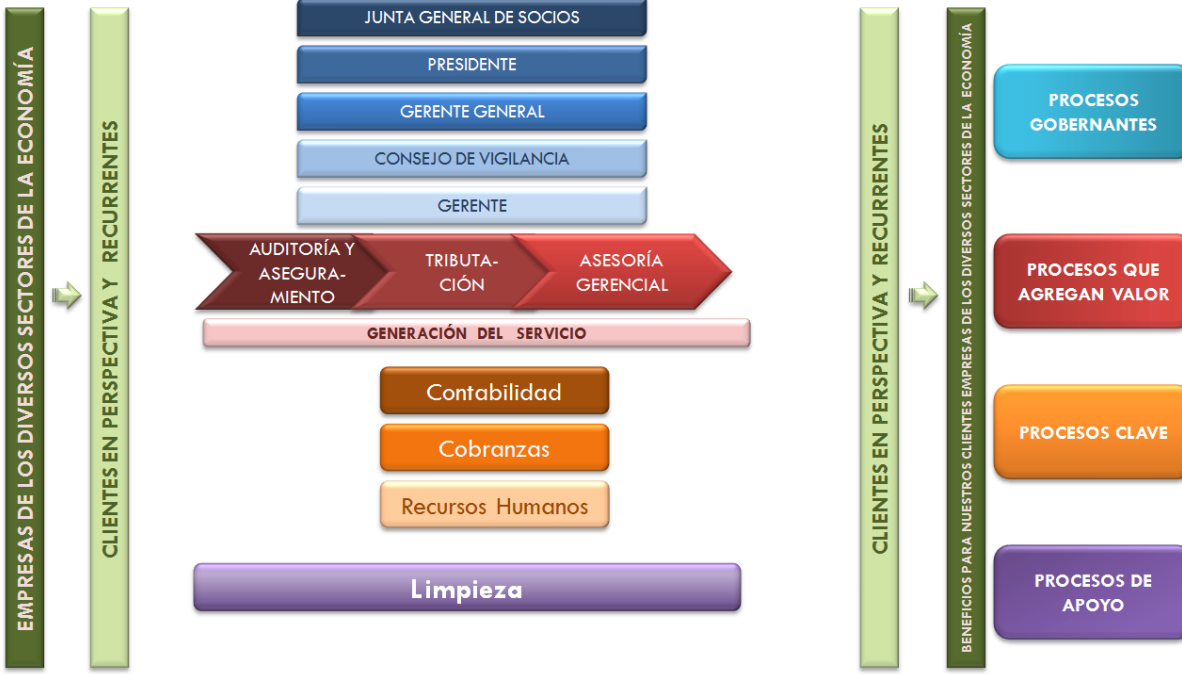 EMPRESAS DE LOS DIVERSOS SECTORES DE LA ECONOMÍA
CLIENTES EN PERSPECTIVA Y RECURRENTES
JUNTA GENERAL DE SOCIOS
PRESIDENTE
GERENTE GENERAL
CONSEJO DE VIGILANCIA
GERENTE
AUDITORÍA Y
ASEGURA-
MIENTO
TRIBUTA-
CIÓN
ASESORÍA
GERENCIAL
GENERACIÓN DEL SERVICIO
Contabilidad
Cobranzas
Recursos Humanos
Limpieza
CLIENTES EN PERSPECTIVA Y RECURRENTES
BENEFICIOS PARA NUESTROS CLIENTES EMPRESAS DE LOS DIVERSOS SECTORES DE LA ECONOMÍA
PROCESOS
GOBERNANTES
PROCESOS QUE
AGREGAN VALOR
PROCESOS CLAVE
PROCESOS DE
APOYO